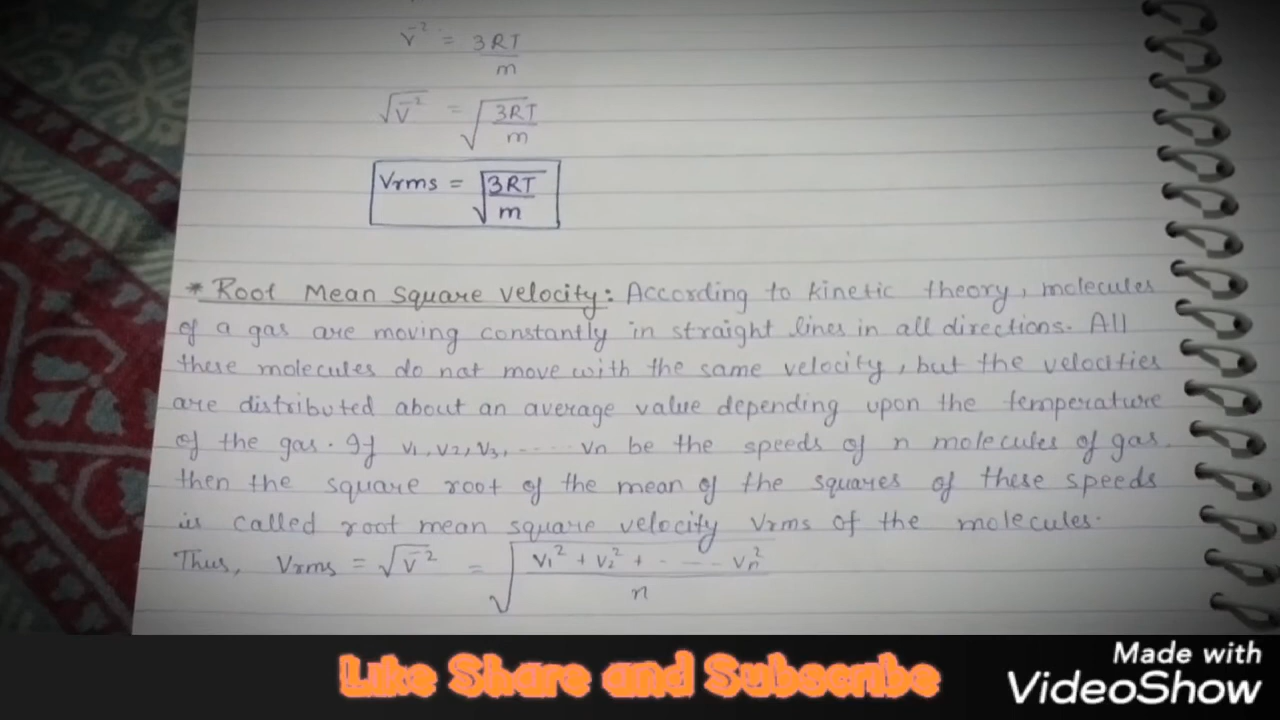 v̄² = 3RT/m
√v̄² = √(3RT/m)
Vrms = √(3RT/m)
* Root Mean Square Velocity: According to kinetic theory, molecules
of a gas are moving constantly in straight lines in all directions. All
these molecules do not move with the same velocity, but the velocities
are distributed about an average value depending upon the temperature
of the gas. If v1, v2, v3, ...... vn be the speeds of n molecules of gas
then the square root of the mean of the squares of these speeds
is called root mean square velocity Vrms of the molecules.
Thus, Vrms = √v̄² = √((v1² + v2² + ...... vn²)/n)
Like Share and Subscribe
Made with
VideoShow